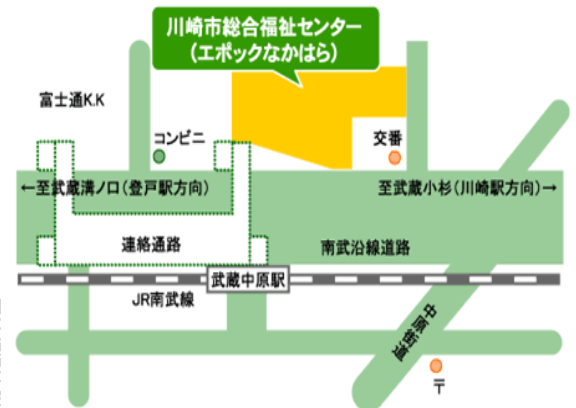 川崎市総合福祉センター
（エポックなかはら）
富士通K.K
コンビニ
交番
←至武蔵溝ノ口（登戸駅方向）
至武蔵小杉（川崎駅方向）→
連絡通路
南武沿線道路
武蔵中原駅
JR南武線
中原街道
〒